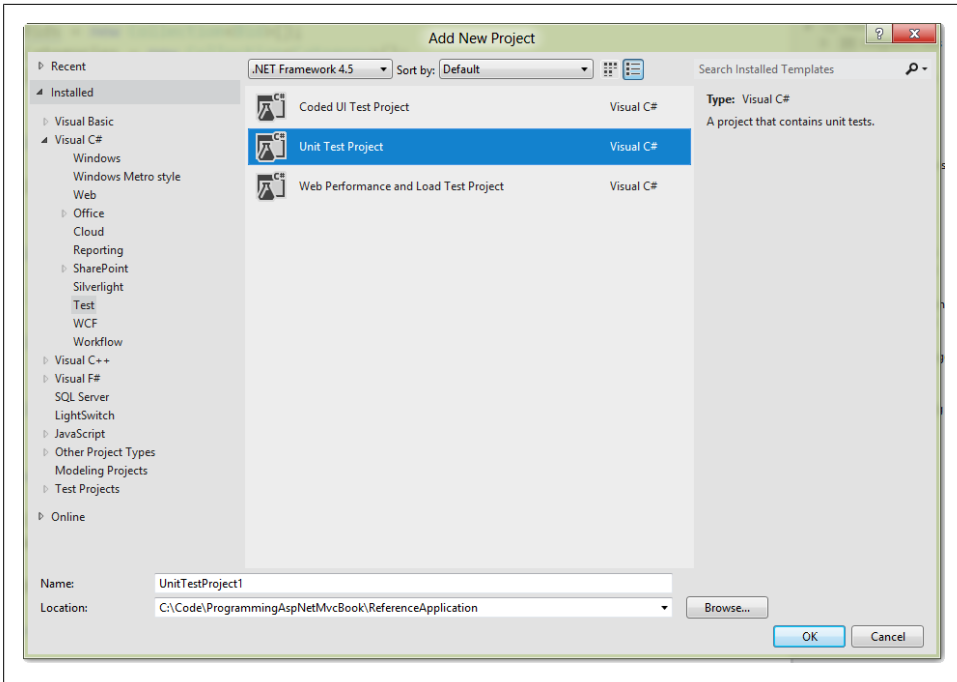 Add New Project
?
x
Recent
.NET Framework 4.5
Sort by: Default
Search Installed Templates
Installed
Visual Basic
Visual C#
Windows
Windows Metro style
Web
Office
Cloud
Reporting
SharePoint
Silverlight
Test
WCF
Workflow
Visual C++
Visual F#
SQL Server
LightSwitch
JavaScript
Other Project Types
Modeling Projects
Test Projects
Online
C#
Coded UI Test Project Visual C#
C#
Unit Test Project Visual C#
C#
Web Performance and Load Test Project Visual C#
Type: Visual C#
A project that contains unit tests.
Name: UnitTestProject1
Location: C:\Code\ProgrammingAspNetMvcBook\ReferenceApplication
Browse...
OK
Cancel